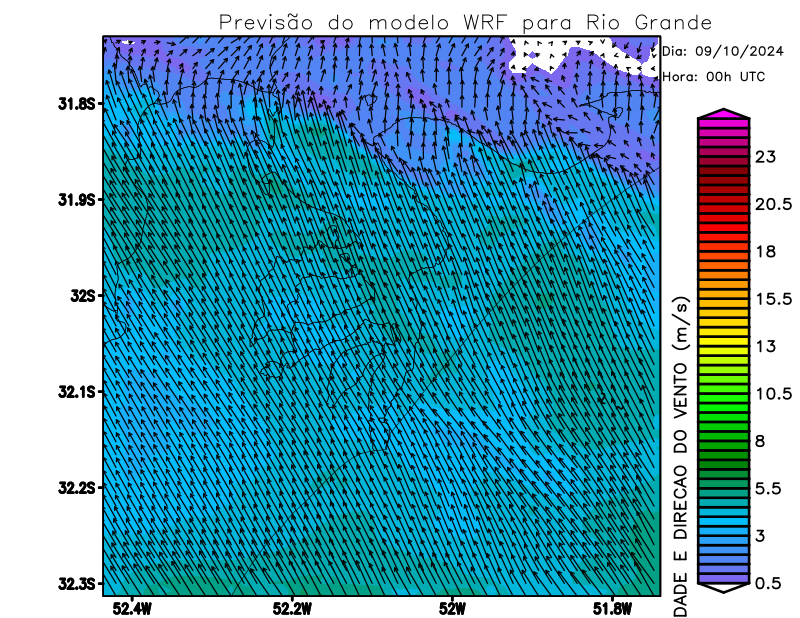 Previsão do modelo WRF para Rio Grande
Dia: 09/10/2024
Hora: 00h UTC
31.8S
31.9S
32S
32.1S
32.2S
32.3S
52.4W
52.2W
52W
51.8W
23
20.5
18
15.5
13
10.5
8
5.5
3
0.5
DADE E DIRECAO DO VENTO (m/s)